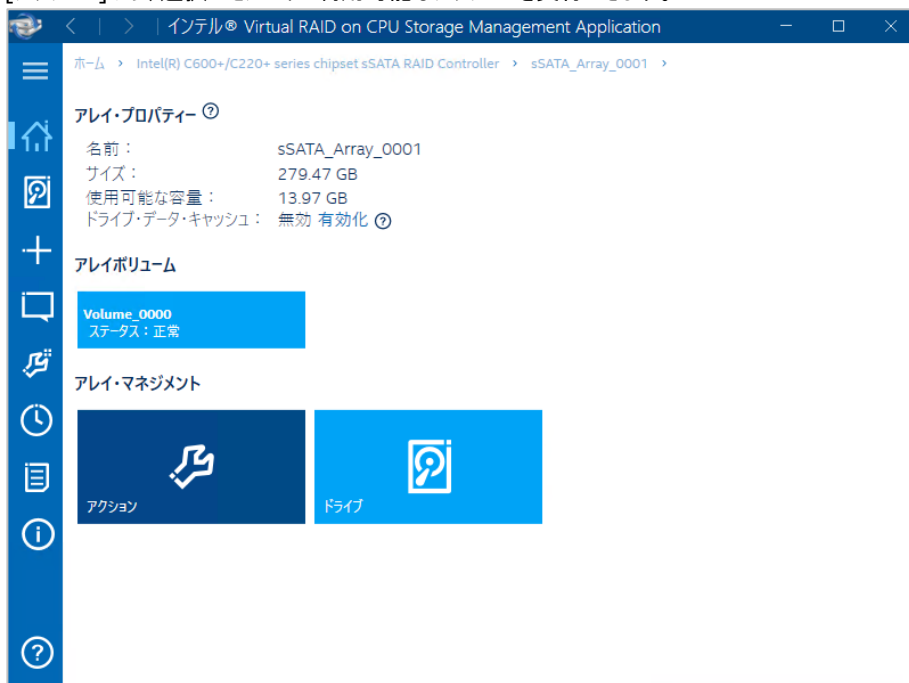 インテル® Virtual RAID on CPU Storage Management Application
ホーム › Intel(R) C600+/C220+ series chipset sSATA RAID Controller › sSATA_Array_0001 ›
アレイ・プロパティー ?
名前： sSATA_Array_0001
サイズ： 279.47 GB
使用可能な容量： 13.97 GB
ドライブ・データ・キャッシュ： 無効 有効化 ?
アレイボリューム
Volume_0000
ステータス：正常
アレイ・マネジメント
アクション
ドライブ